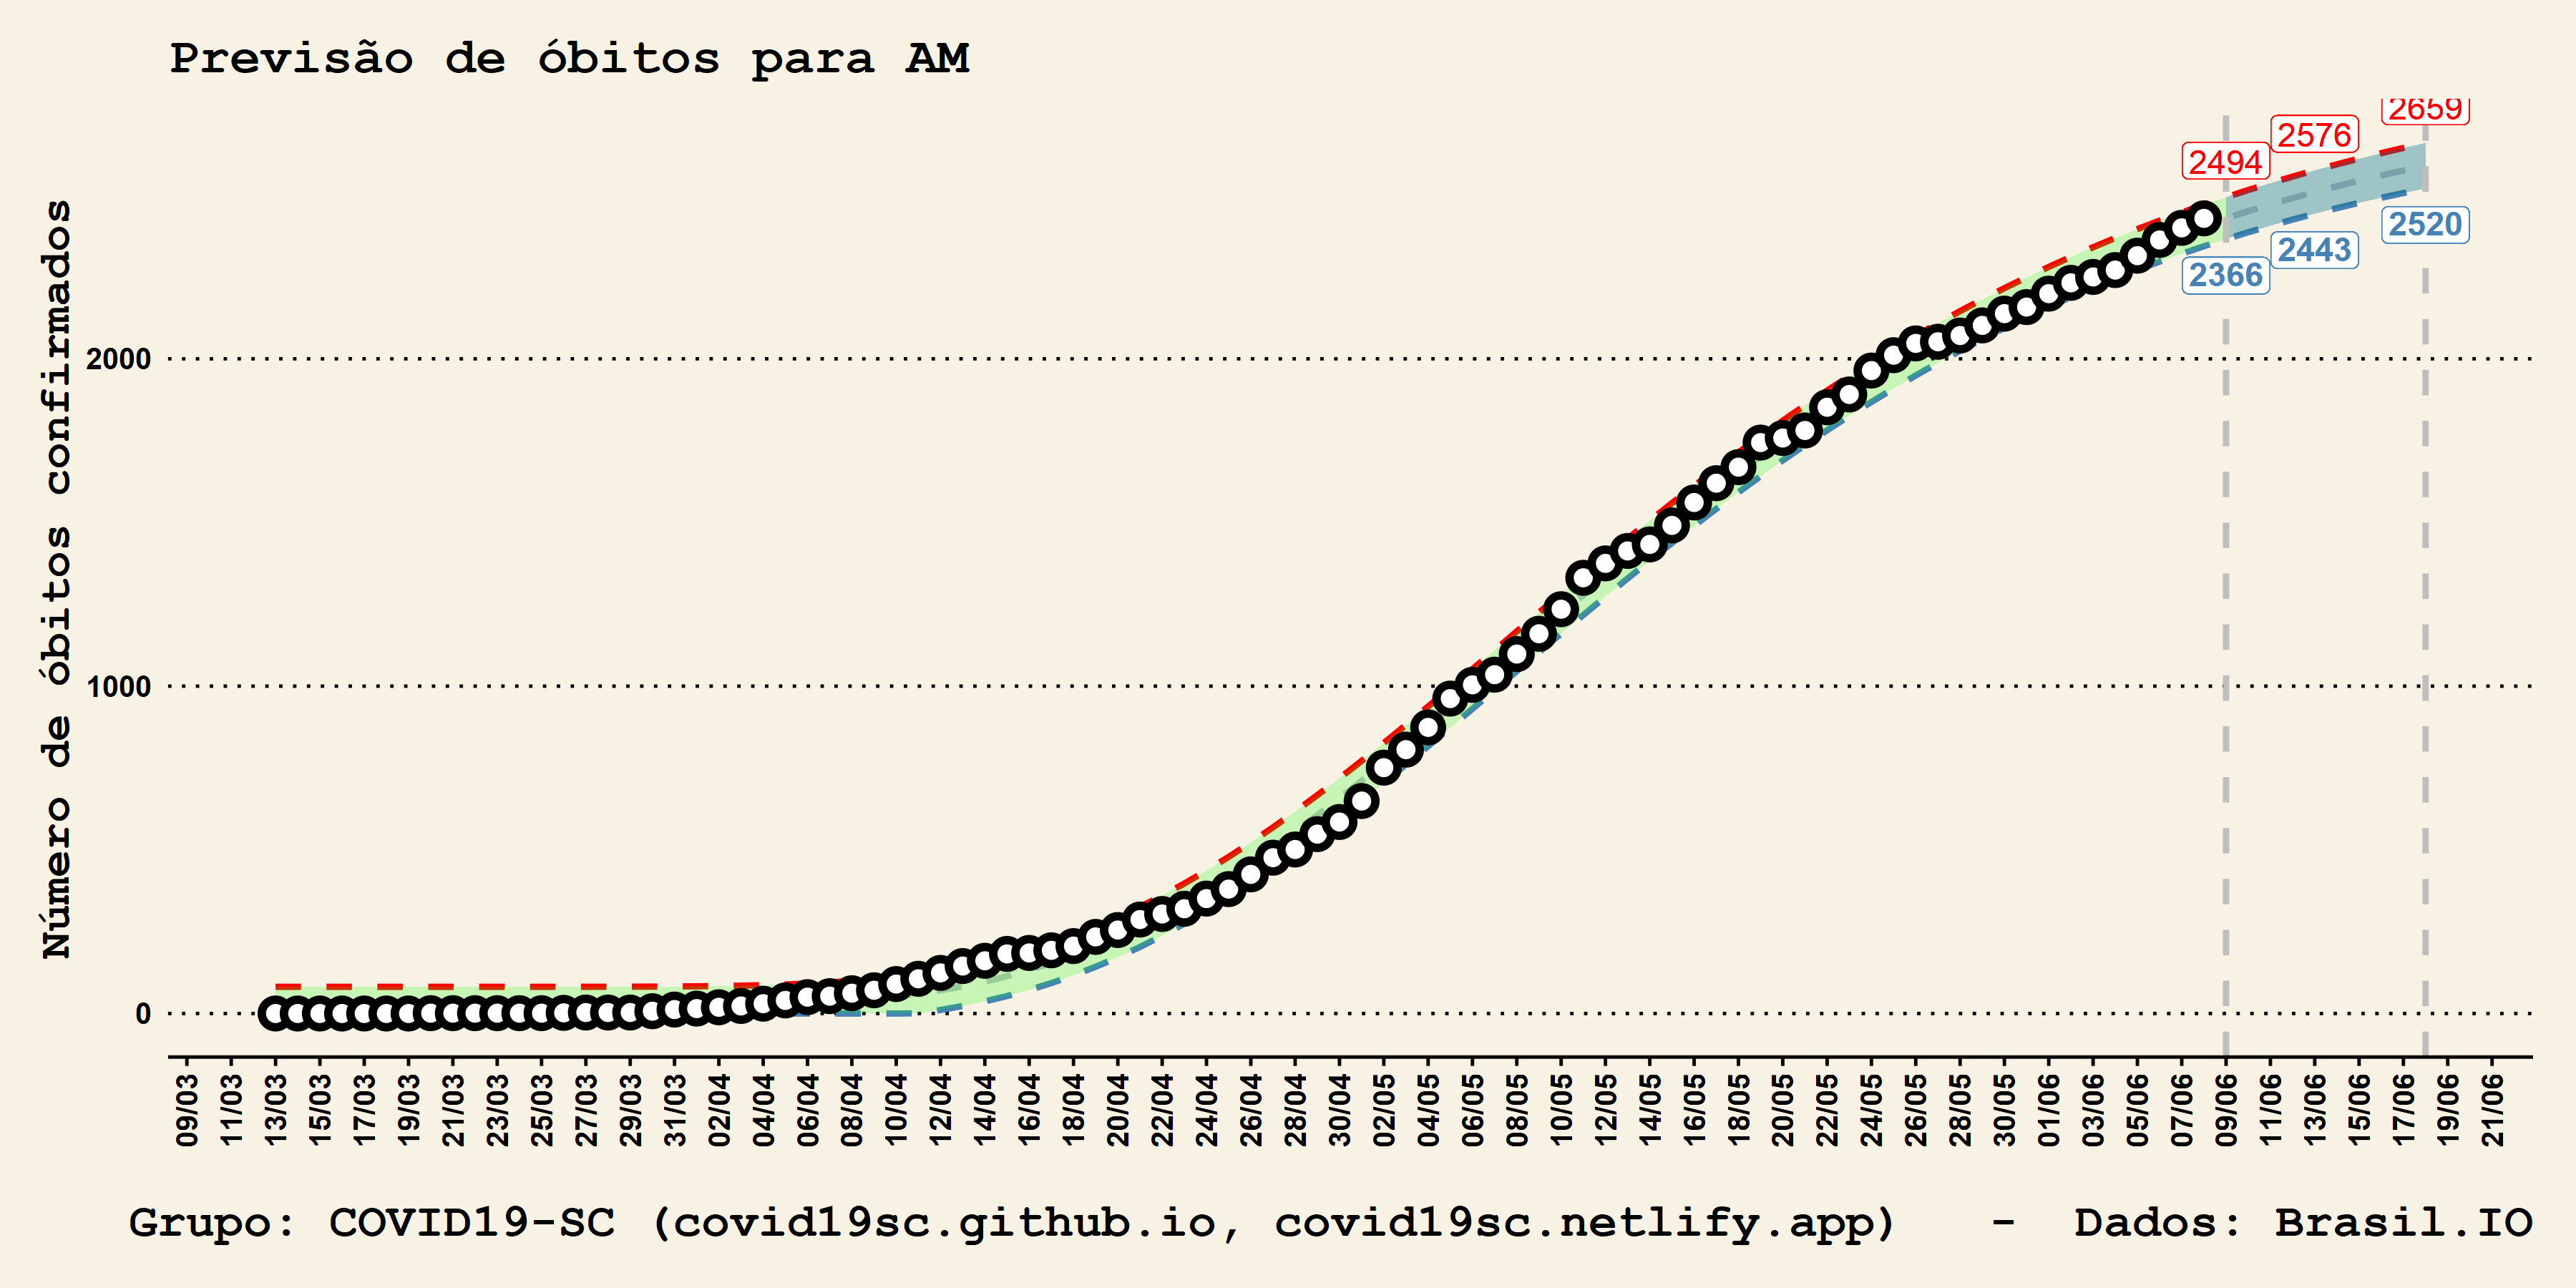 Previsão de óbitos para AM
Número de óbitos confirmados
2659
2576
2494
2520
2443
2366
2000
1000
0
09/03 11/03 13/03 15/03 17/03 19/03 21/03 23/03 25/03 27/03 29/03 31/03 02/04 04/04 06/04 08/04 10/04 12/04 14/04 16/04 18/04 20/04 22/04 24/04 26/04 28/04 30/04 02/05 04/05 06/05 08/05 10/05 12/05 14/05 16/05 18/05 20/05 22/05 24/05 26/05 28/05 30/05 01/06 03/06 05/06 07/06 09/06 11/06 13/06 15/06 17/06 19/06 21/06
Grupo: COVID19-SC (covid19sc.github.io, covid19sc.netlify.app) - Dados: Brasil.IO